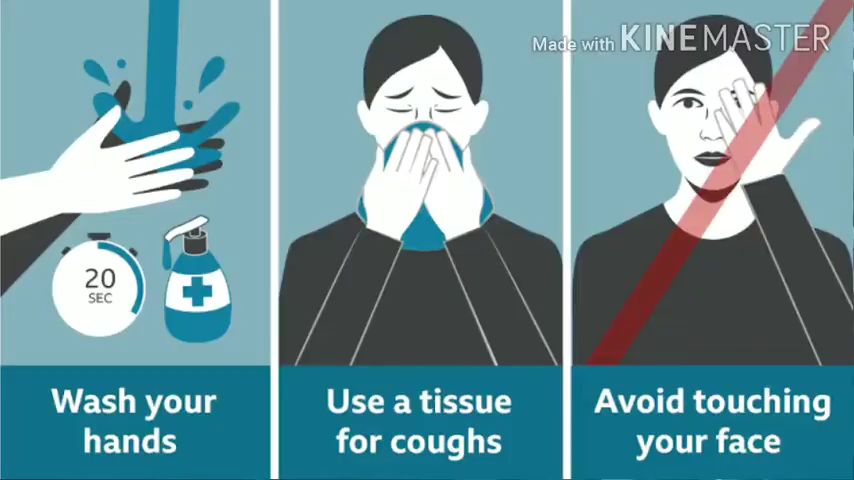 Made with KINEMASTER
20
SEC
Wash your
hands
Use a tissue
for coughs
Avoid touching
your face